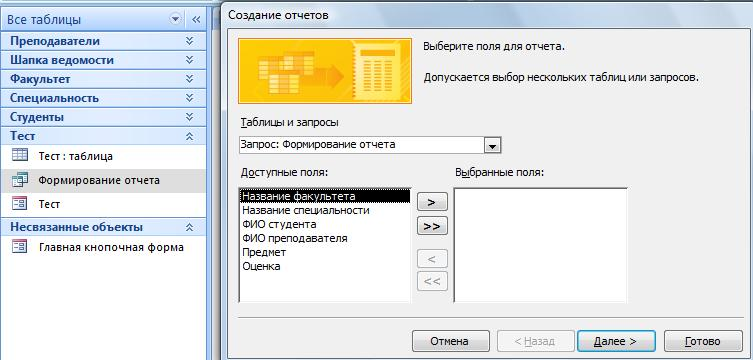 Все таблицы
Преподаватели
Шапка ведомости
Факультет
Специальность
Студенты
Тест
Тест : таблица
Формирование отчета
Тест
Несвязанные объекты
Главная кнопочная форма
Создание отчетов
Выберите поля для отчета.
Допускается выбор нескольких таблиц или запросов.
Таблицы и запросы
Запрос: Формирование отчета
Доступные поля:
Выбранные поля:
Название факультета
Название специальности
ФИО студента
ФИО преподавателя
Предмет
Оценка
>
>>
<
<<
Отмена
< Назад
Далее >
Готово